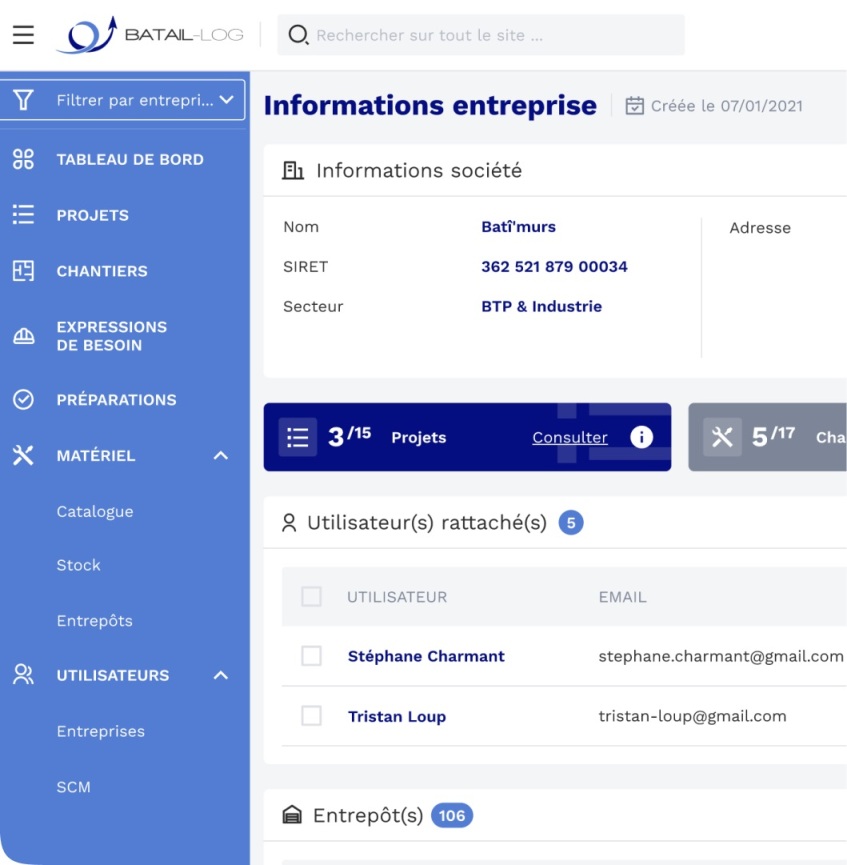 BATAIL-LOG
Rechercher sur tout le site ...
Filtrer par entrepri...
TABLEAU DE BORD
PROJETS
CHANTIERS
EXPRESSIONS
DE BESOIN
PRÉPARATIONS
MATÉRIEL
Catalogue
Stock
Entrepôts
UTILISATEURS
Entreprises
SCM
Informations entreprise
Créée le 07/01/2021
Informations société
Nom Batî'murs
SIRET 362 521 879 00034
Secteur BTP & Industrie
Adresse
3/15 Projets Consulter
5/17 Cha
Utilisateur(s) rattaché(s) 5
UTILISATEUR EMAIL
Stéphane Charmant stephane.charmant@gmail.com
Tristan Loup tristan-loup@gmail.com
Entrepôt(s) 106